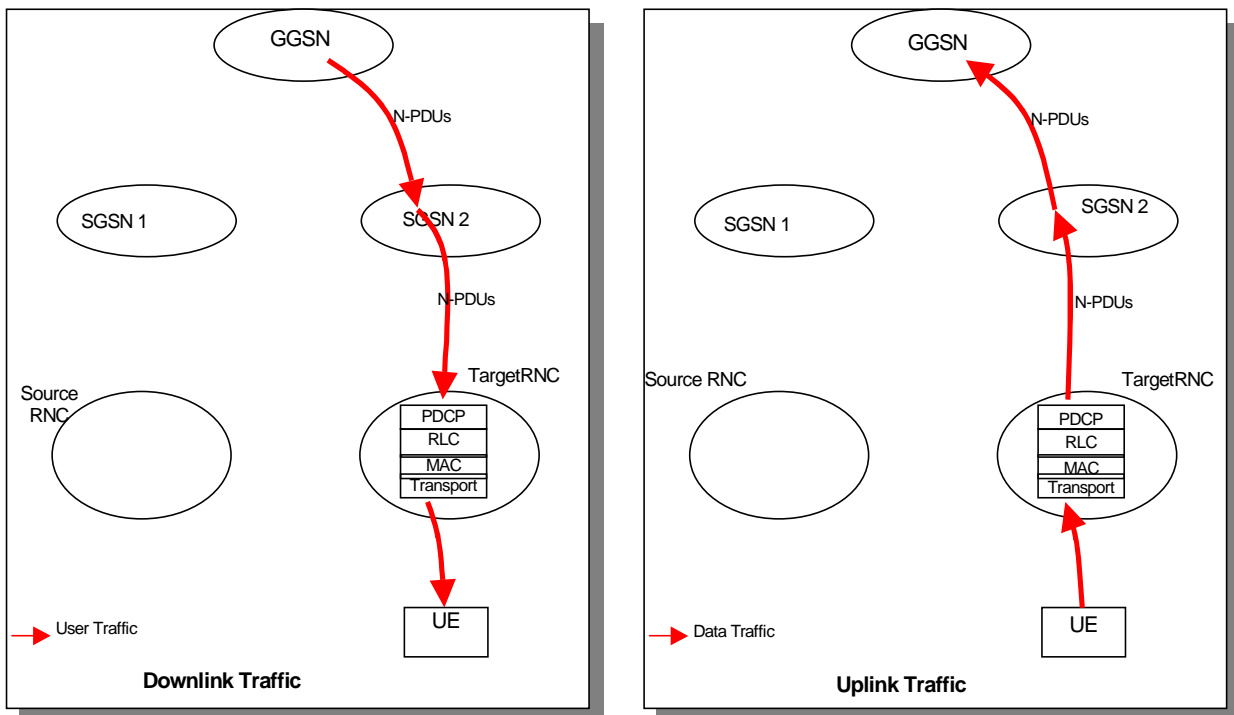 GGSN
N-PDUs
SGSN 1
SGSN 2
N-PDUs
Source
RNC
TargetRNC
PDCP
RLC
MAC
Transport
UE
User Traffic
Downlink Traffic
GGSN
N-PDUs
SGSN 1
SGSN 2
N-PDUs
Source RNC
TargetRNC
PDCP
RLC
MAC
Transport
UE
Data Traffic
Uplink Traffic